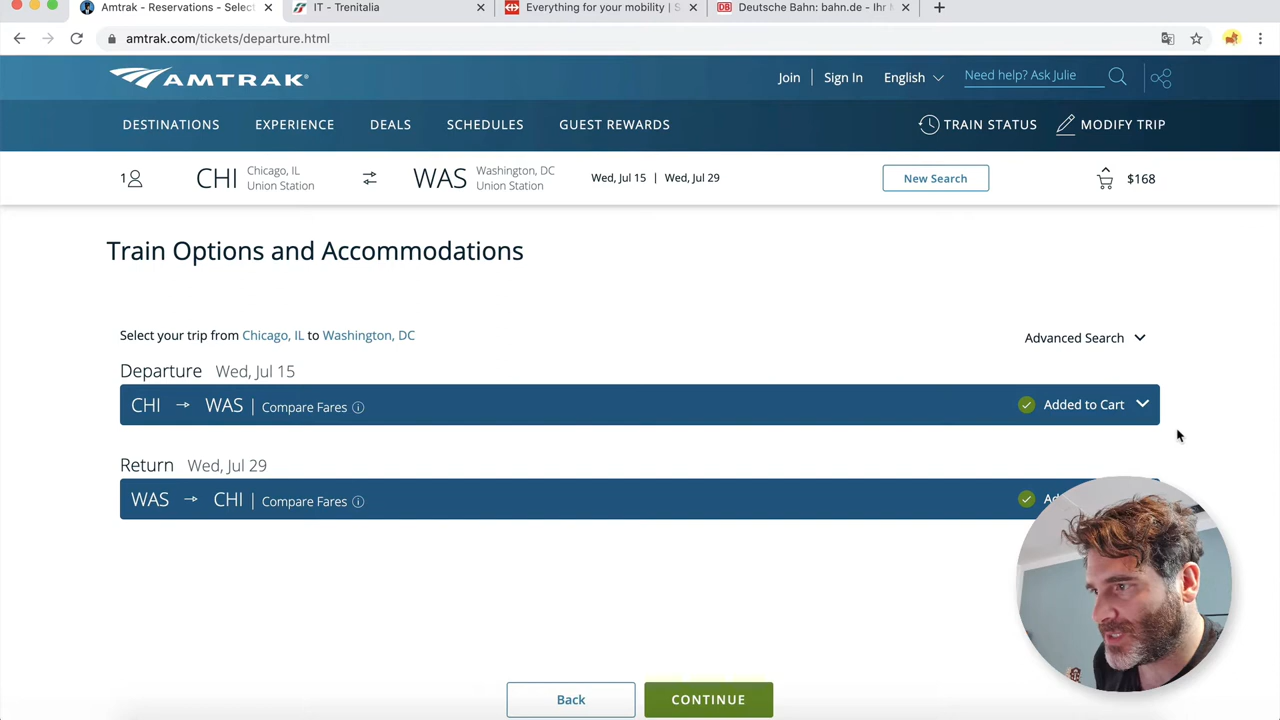 Amtrak - Reservations - Select
IT - Trenitalia
Everything for your mobility | S
Deutsche Bahn: bahn.de - Ihr
amtrak.com/tickets/departure.html
AMTRAK®
Join
Sign In
English
Need help? Ask Julie
DESTINATIONS
EXPERIENCE
DEALS
SCHEDULES
GUEST REWARDS
TRAIN STATUS
MODIFY TRIP
1
CHI
Chicago, IL
Union Station
WAS
Washington, DC
Union Station
Wed, Jul 15 | Wed, Jul 29
New Search
$168
Train Options and Accommodations
Select your trip from Chicago, IL to Washington, DC
Advanced Search
Departure Wed, Jul 15
CHI → WAS | Compare Fares
Added to Cart
Return Wed, Jul 29
WAS → CHI | Compare Fares
Back
CONTINUE